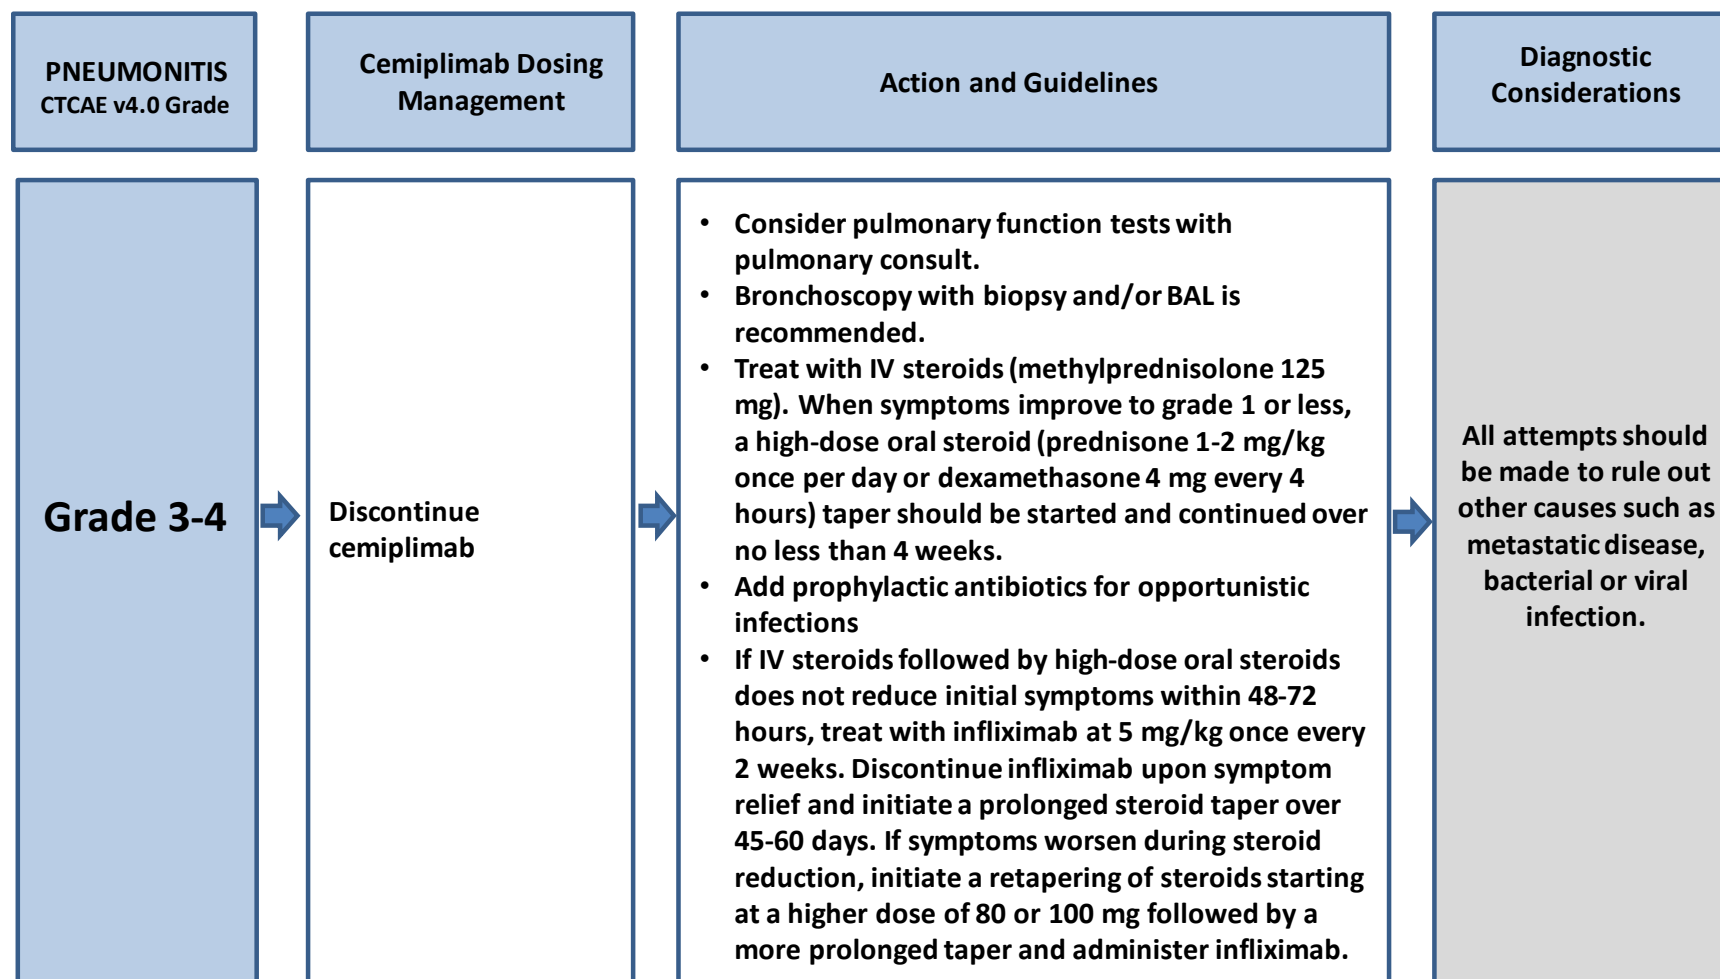 PNEUMONITIS
CTCAE v4.0 Grade
Cemiplimab Dosing
Management
Action and Guidelines
Diagnostic
Considerations
Grade 3-4
Discontinue
cemiplimab
• Consider pulmonary function tests with
pulmonary consult.
• Bronchoscopy with biopsy and/or BAL is
recommended.
• Treat with IV steroids (methylprednisolone 125
mg). When symptoms improve to grade 1 or less,
a high-dose oral steroid (prednisone 1-2 mg/kg
once per day or dexamethasone 4 mg every 4
hours) taper should be started and continued over
no less than 4 weeks.
• Add prophylactic antibiotics for opportunistic
infections
• If IV steroids followed by high-dose oral steroids
does not reduce initial symptoms within 48-72
hours, treat with infliximab at 5 mg/kg once every
2 weeks. Discontinue infliximab upon symptom
relief and initiate a prolonged steroid taper over
45-60 days. If symptoms worsen during steroid
reduction, initiate a retapering of steroids starting
at a higher dose of 80 or 100 mg followed by a
more prolonged taper and administer infliximab.
All attempts should
be made to rule out
other causes such as
metastatic disease,
bacterial or viral
infection.